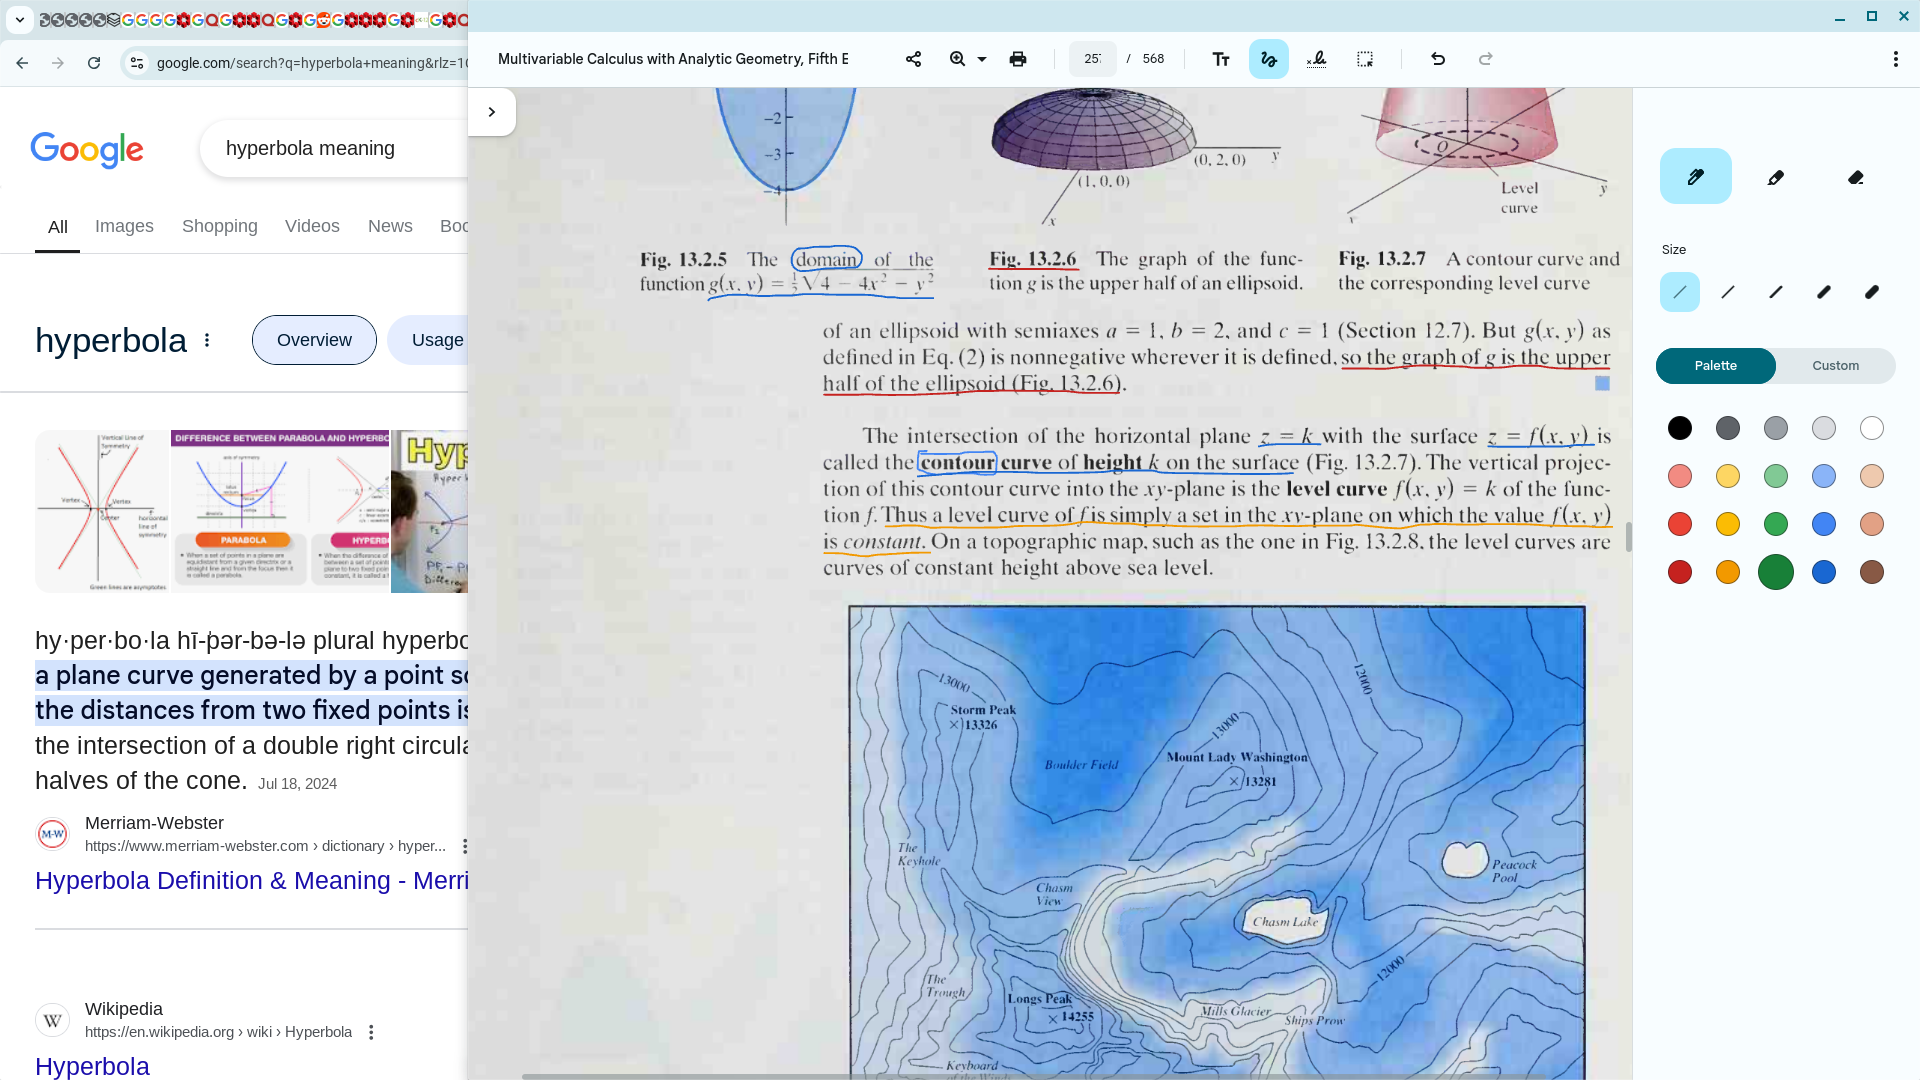 google.com/search?q=hyperbola+meaning&rlz=1
Google
hyperbola meaning
All Images Shopping Videos News Boo
hyperbola
Overview
Usage
Vertical Line of
Symmetry
Vertex
Vertex
Center
horizontal
line of
symmetry
Green lines are asymptotes
DIFFERENCE BETWEEN PARABOLA AND HYPERBO
PARABOLA
HYPERB
Hyp
hy·per·bo·la hī-ˈpər-bə-lə plural hyperbo
a plane curve generated by a point so
the distances from two fixed points is
the intersection of a double right circula
halves of the cone. Jul 18, 2024
M-W
Merriam-Webster
https://www.merriam-webster.com › dictionary › hyper...
Hyperbola Definition & Meaning - Merri
W
Wikipedia
https://en.wikipedia.org › wiki › Hyperbola
Hyperbola
Multivariable Calculus with Analytic Geometry, Fifth E
257 / 568
Tt
-2
-3
-4
(0, 2, 0)
y
(1, 0, 0)
x
O
Level
curve
y
x
Fig. 13.2.5 The domain of the
function g(x, y) = ½√4 − 4x² − y²
Fig. 13.2.6 The graph of the func-
tion g is the upper half of an ellipsoid.
Fig. 13.2.7 A contour curve and
the corresponding level curve
of an ellipsoid with semiaxes a = 1, b = 2, and c = 1 (Section 12.7). But g(x, y) as
defined in Eq. (2) is nonnegative wherever it is defined, so the graph of g is the upper
half of the ellipsoid (Fig. 13.2.6).
The intersection of the horizontal plane z = k with the surface z = f(x, y) is
called the contour curve of height k on the surface (Fig. 13.2.7). The vertical projec-
tion of this contour curve into the xy-plane is the level curve f(x, y) = k of the func-
tion f. Thus a level curve of f is simply a set in the xy-plane on which the value f(x, y)
is constant. On a topographic map, such as the one in Fig. 13.2.8, the level curves are
curves of constant height above sea level.
13000
Storm Peak
×13326
Boulder Field
13000
Mount Lady Washington
×13281
12000
The
Keyhole
Chasm
View
Peacock
Pool
Chasm Lake
12000
The
Trough
Longs Peak
×14255
Mills Glacier
Ships Prow
Keyboard
of the Winds
Size
Palette
Custom